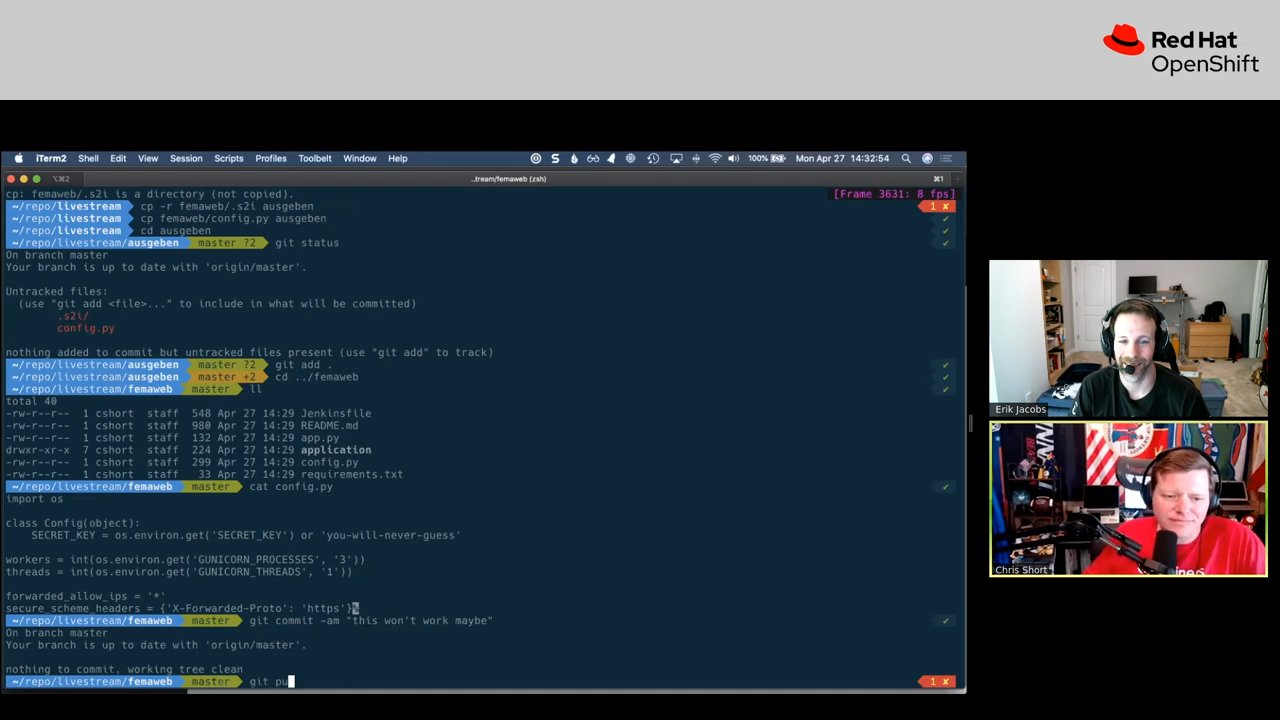 Red Hat
OpenShift
iTerm2 Shell Edit View Session Scripts Profiles Toolbelt Window Help 100% Mon Apr 27 14:32:54
⌥⌘2 ..tream/femaweb (zsh) ⌘1
cp: femaweb/.s2i is a directory (not copied). [Frame 3631: 8 fps]
~/repo/livestream cp -r femaweb/.s2i ausgeben 1 ✘
~/repo/livestream cp femaweb/config.py ausgeben ✔
~/repo/livestream cd ausgeben ✔
~/repo/livestream/ausgeben master ?2 git status ✔
On branch master
Your branch is up to date with 'origin/master'.
Untracked files:
(use "git add <file>..." to include in what will be committed)
.s2i/
config.py
nothing added to commit but untracked files present (use "git add" to track)
~/repo/livestream/ausgeben master ?2 git add . ✔
~/repo/livestream/ausgeben master +2 cd ../femaweb ✔
~/repo/livestream/femaweb master ll ✔
total 40
-rw-r--r-- 1 cshort staff 548 Apr 27 14:29 Jenkinsfile
-rw-r--r-- 1 cshort staff 980 Apr 27 14:29 README.md
-rw-r--r-- 1 cshort staff 132 Apr 27 14:29 app.py
drwxr-xr-x 7 cshort staff 224 Apr 27 14:29 application
-rw-r--r-- 1 cshort staff 299 Apr 27 14:29 config.py
-rw-r--r-- 1 cshort staff 33 Apr 27 14:29 requirements.txt
~/repo/livestream/femaweb master cat config.py ✔
import os
class Config(object):
SECRET_KEY = os.environ.get('SECRET_KEY') or 'you-will-never-guess'
workers = int(os.environ.get('GUNICORN_PROCESSES', '3'))
threads = int(os.environ.get('GUNICORN_THREADS', '1'))
forwarded_allow_ips = '*'
secure_scheme_headers = {'X-Forwarded-Proto': 'https'}%
~/repo/livestream/femaweb master git commit -am "this won't work maybe" ✔
On branch master
Your branch is up to date with 'origin/master'.
nothing to commit, working tree clean
~/repo/livestream/femaweb master git pu 1 ✘
Erik Jacobs
Chris Short